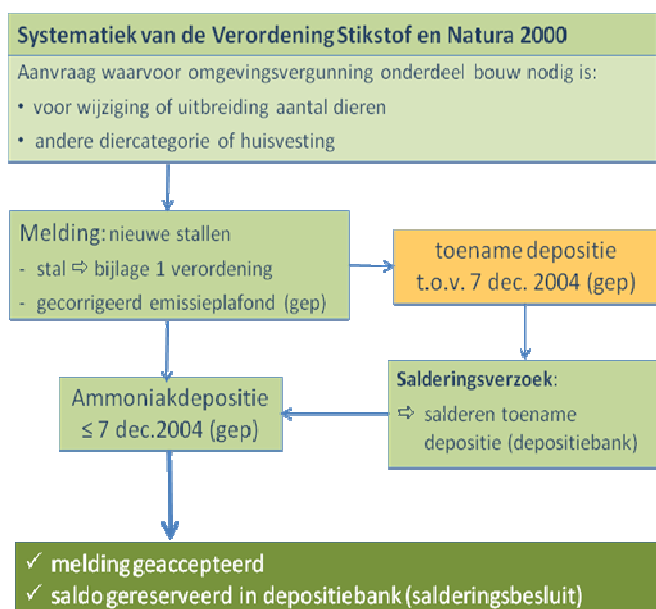 Systematiek van de Verordening Stikstof en Natura 2000
Aanvraag waarvoor omgevingsvergunning onderdeel bouw nodig is:
• voor wijziging of uitbreiding aantal dieren
• andere diercategorie of huisvesting
Melding: nieuwe stallen
- stal ⇨ bijlage 1 verordening
- gecorrigeerd emissieplafond (gep)
toename depositie
t.o.v. 7 dec. 2004 (gep)
Ammoniakdepositie
≤ 7 dec.2004 (gep)
Salderingsverzoek:
⇨ salderen toename
depositie (depositiebank)
✓ melding geaccepteerd
✓ saldo gereserveerd in depositiebank (salderingsbesluit)